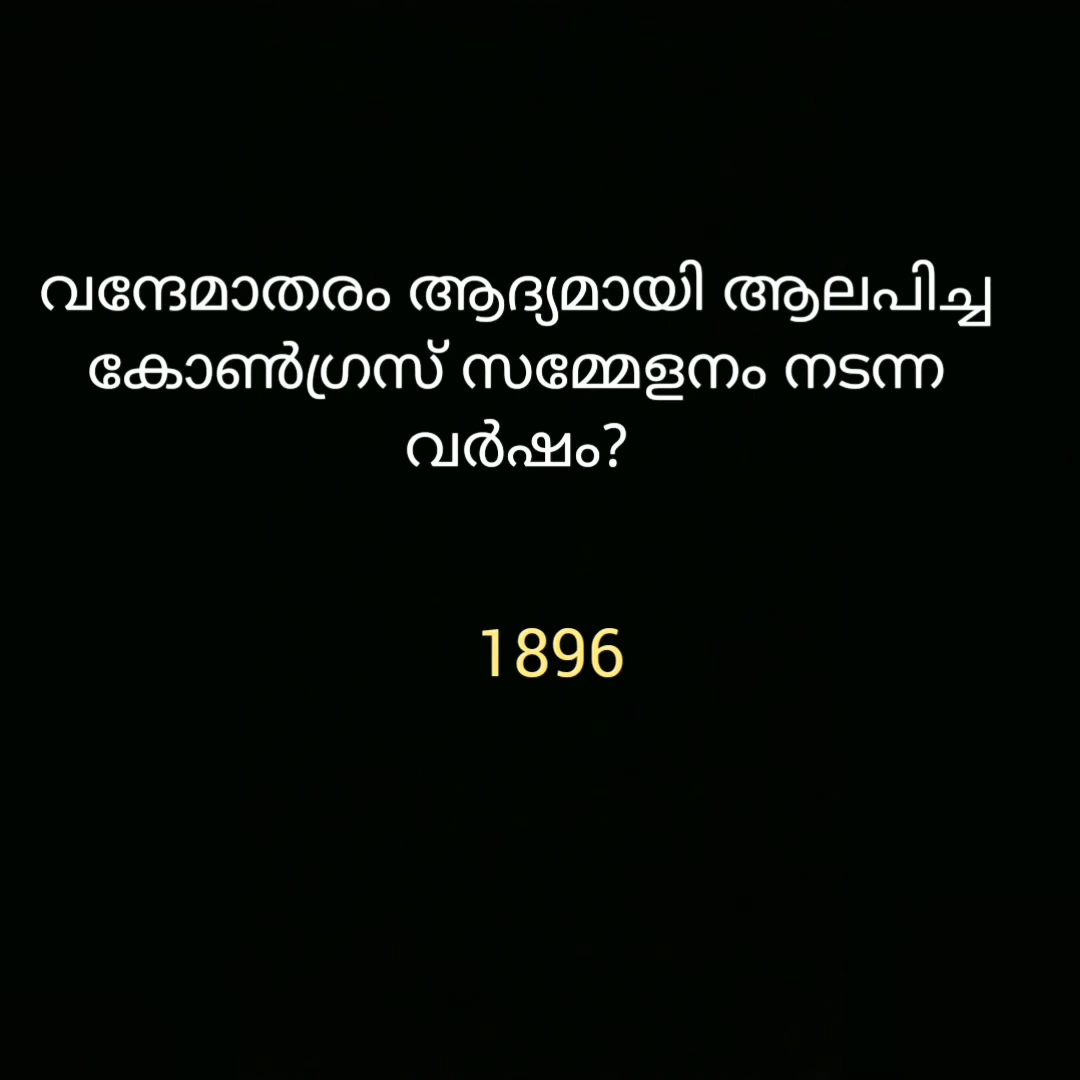 വന്ദേമാതരം ആദ്യമായി ആലപിച്ച
കോൺഗ്രസ് സമ്മേളനം നടന്ന
വർഷം?
1896